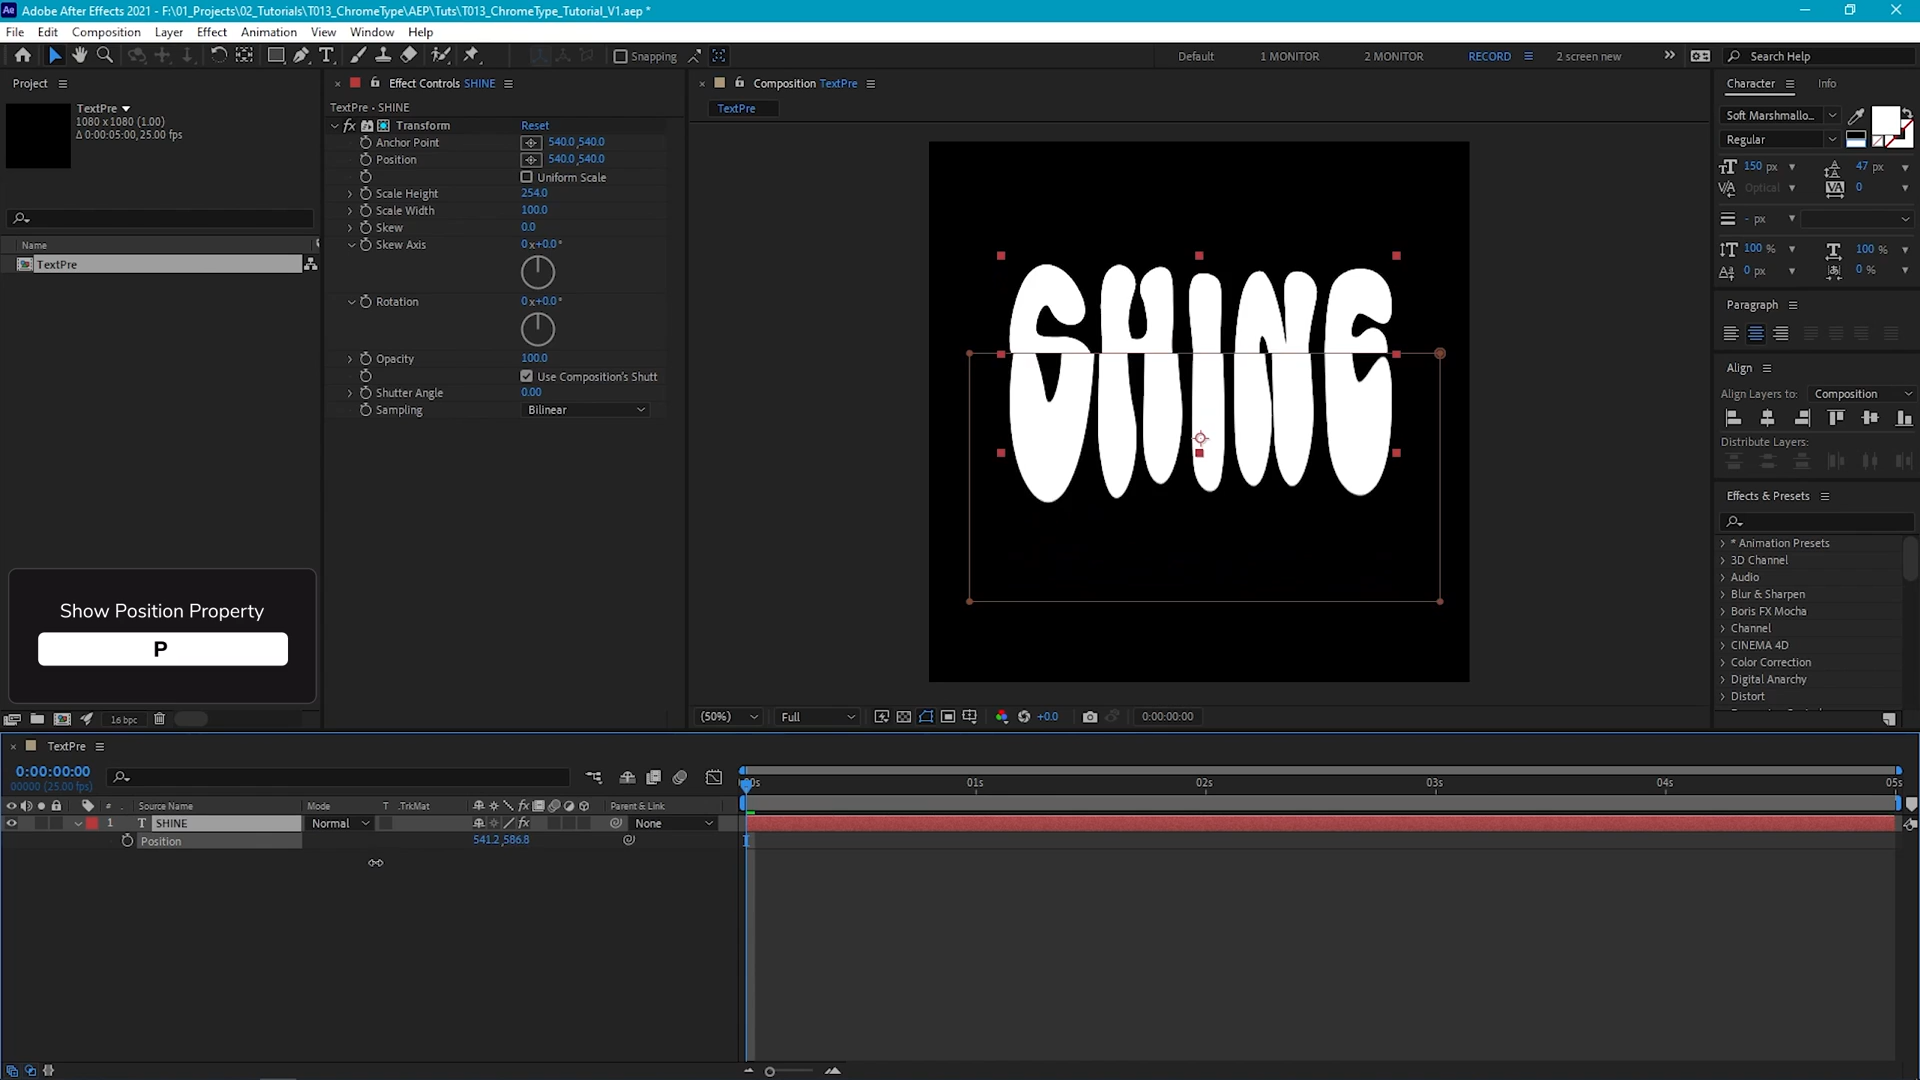 Adobe After Effects 2021 - F:\01_Projects\02_Tutorials\T013_ChromeType\AEP\Tuts\T013_ChromeType_Tutorial_V1.aep *
File Edit Composition Layer Effect Animation View Window Help
Snapping
Default 1 MONITOR 2 MONITOR RECORD 2 screen new
Search Help
Project
TextPre
1080 x 1080 (1.00)
Δ 0:00:05:00, 25.00 fps
Name
TextPre
Show Position Property
P
16 bpc
Effect Controls SHINE
TextPre • SHINE
fx Transform Reset
Anchor Point 540.0,540.0
Position 540.0,540.0
Uniform Scale
Scale Height 254.0
Scale Width 100.0
Skew 0.0
Skew Axis 0x+0.0°
Rotation 0x+0.0°
Opacity 100.0
Use Composition's Shutt
Shutter Angle 0.00
Sampling Bilinear
Composition TextPre
TextPre
SHINE
(50%) Full +0.0 0:00:00:00
Character Info
Soft Marshmallo...
Regular
150 px 47 px
Optical 0
- px
100 % 100 %
0 px 0 %
Paragraph
Align
Align Layers to: Composition
Distribute Layers:
Effects & Presets
* Animation Presets
3D Channel
Audio
Blur & Sharpen
Boris FX Mocha
Channel
CINEMA 4D
Color Correction
Digital Anarchy
Distort
TextPre
0:00:00:00
00000 (25.00 fps)
# Source Name Mode T .TrkMat fx Parent & Link
1 T SHINE Normal fx None
Position 541.2,586.8
00s 01s 02s 03s 04s 05s